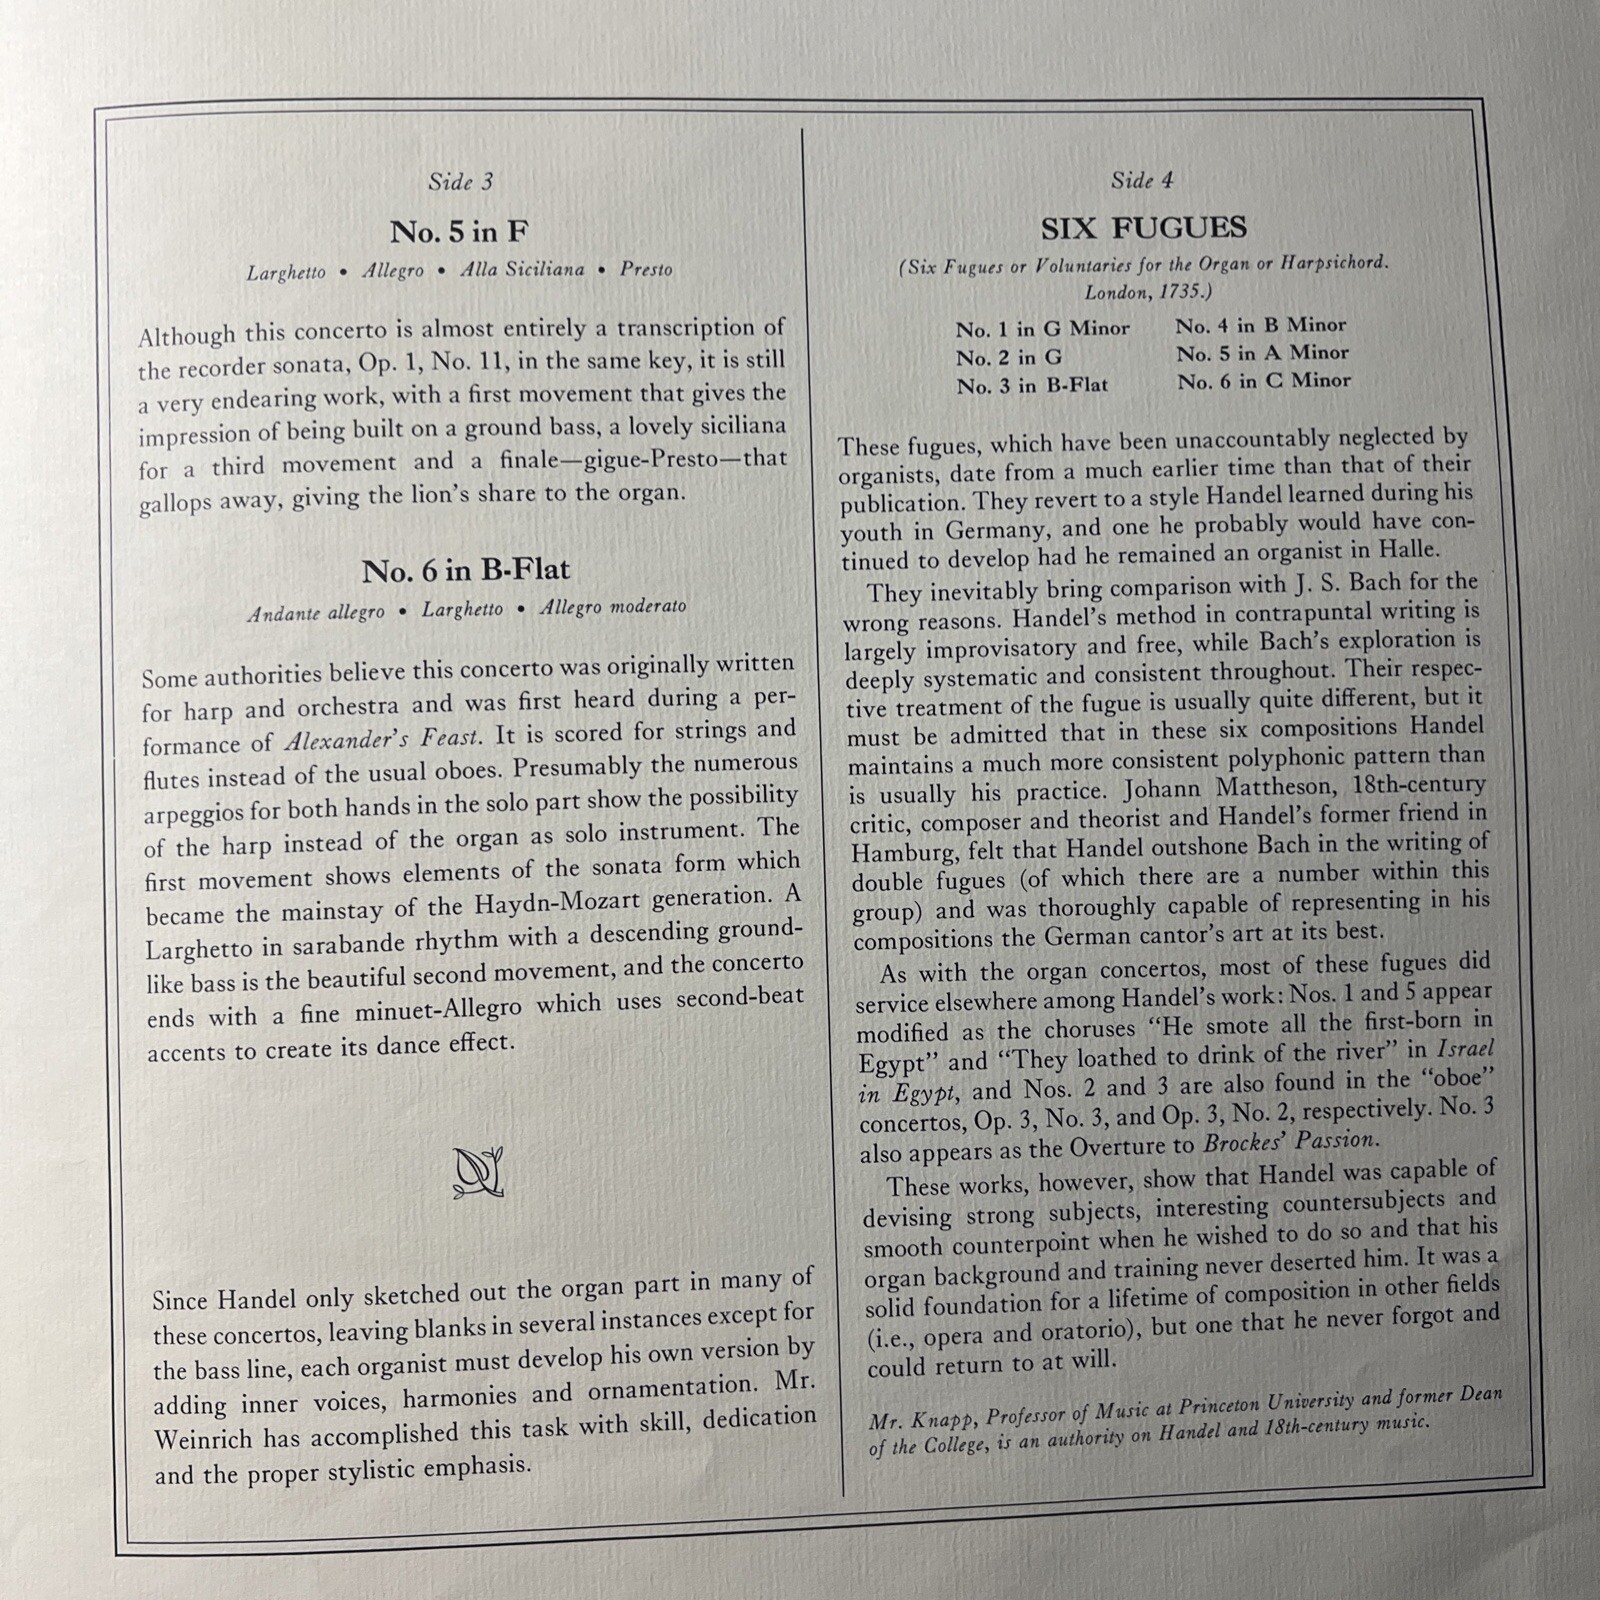 Side 3
No. 5 in F
Larghetto • Allegro • Alla Siciliana • Presto
Although this concerto is almost entirely a transcription of
the recorder sonata, Op. 1, No. 11, in the same key, it is still
a very endearing work, with a first movement that gives the
impression of being built on a ground bass, a lovely siciliana
for a third movement and a finale—gigue-Presto—that
gallops away, giving the lion's share to the organ.
No. 6 in B-Flat
Andante allegro • Larghetto • Allegro moderato
Some authorities believe this concerto was originally written
for harp and orchestra and was first heard during a per-
formance of Alexander's Feast. It is scored for strings and
flutes instead of the usual oboes. Presumably the numerous
arpeggios for both hands in the solo part show the possibility
of the harp instead of the organ as solo instrument. The
first movement shows elements of the sonata form which
became the mainstay of the Haydn-Mozart generation. A
Larghetto in sarabande rhythm with a descending ground-
like bass is the beautiful second movement, and the concerto
ends with a fine minuet-Allegro which uses second-beat
accents to create its dance effect.
Since Handel only sketched out the organ part in many of
these concertos, leaving blanks in several instances except for
the bass line, each organist must develop his own version by
adding inner voices, harmonies and ornamentation. Mr.
Weinrich has accomplished this task with skill, dedication
and the proper stylistic emphasis.
Side 4
SIX FUGUES
(Six Fugues or Voluntaries for the Organ or Harpsichord.
London, 1735.)
No. 1 in G Minor
No. 2 in G
No. 3 in B-Flat
No. 4 in B Minor
No. 5 in A Minor
No. 6 in C Minor
These fugues, which have been unaccountably neglected by
organists, date from a much earlier time than that of their
publication. They revert to a style Handel learned during his
youth in Germany, and one he probably would have con-
tinued to develop had he remained an organist in Halle.
They inevitably bring comparison with J. S. Bach for the
wrong reasons. Handel's method in contrapuntal writing is
largely improvisatory and free, while Bach's exploration is
deeply systematic and consistent throughout. Their respec-
tive treatment of the fugue is usually quite different, but it
must be admitted that in these six compositions Handel
maintains a much more consistent polyphonic pattern than
is usually his practice. Johann Mattheson, 18th-century
critic, composer and theorist and Handel's former friend in
Hamburg, felt that Handel outshone Bach in the writing of
double fugues (of which there are a number within this
group) and was thoroughly capable of representing in his
compositions the German cantor's art at its best.
As with the organ concertos, most of these fugues did
service elsewhere among Handel's work: Nos. 1 and 5 appear
modified as the choruses “He smote all the first-born in
Egypt” and “They loathed to drink of the river” in Israel
in Egypt, and Nos. 2 and 3 are also found in the “oboe”
concertos, Op. 3, No. 3, and Op. 3, No. 2, respectively. No. 3
also appears as the Overture to Brockes' Passion.
These works, however, show that Handel was capable of
devising strong subjects, interesting countersubjects and
smooth counterpoint when he wished to do so and that his
organ background and training never deserted him. It was a
solid foundation for a lifetime of composition in other fields
(i.e., opera and oratorio), but one that he never forgot and
could return to at will.
Mr. Knapp, Professor of Music at Princeton University and former Dean
of the College, is an authority on Handel and 18th-century music.